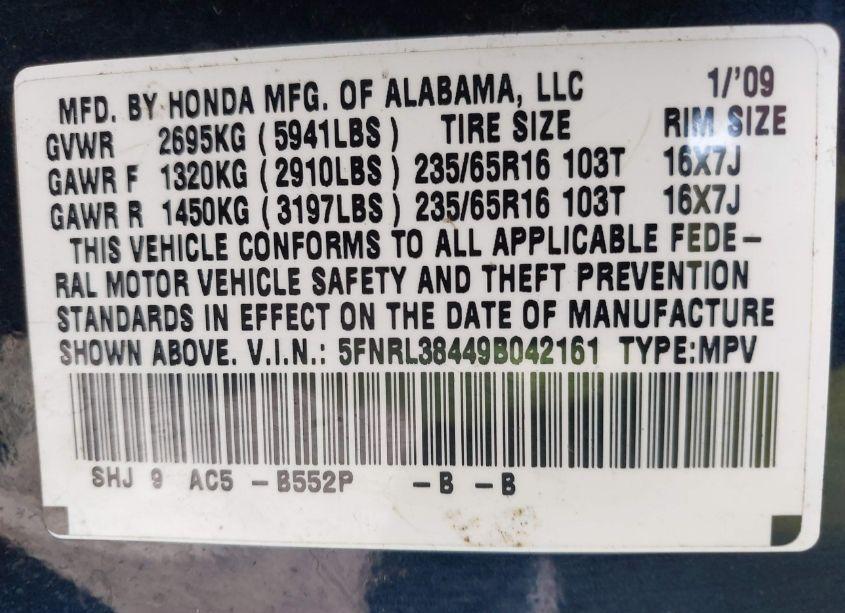 MFD. BY HONDA MFG. OF ALABAMA, LLC 1/'09
GVWR 2695KG (5941LBS) TIRE SIZE RIM SIZE
GAWR F 1320KG (2910LBS) 235/65R16 103T 16X7J
GAWR R 1450KG (3197LBS) 235/65R16 103T 16X7J
THIS VEHICLE CONFORMS TO ALL APPLICABLE FEDE-
RAL MOTOR VEHICLE SAFETY AND THEFT PREVENTION
STANDARDS IN EFFECT ON THE DATE OF MANUFACTURE
SHOWN ABOVE. V.I.N.: 5FNRL38449B042161 TYPE:MPV
SHJ 9 AC5 -B552P -B -B